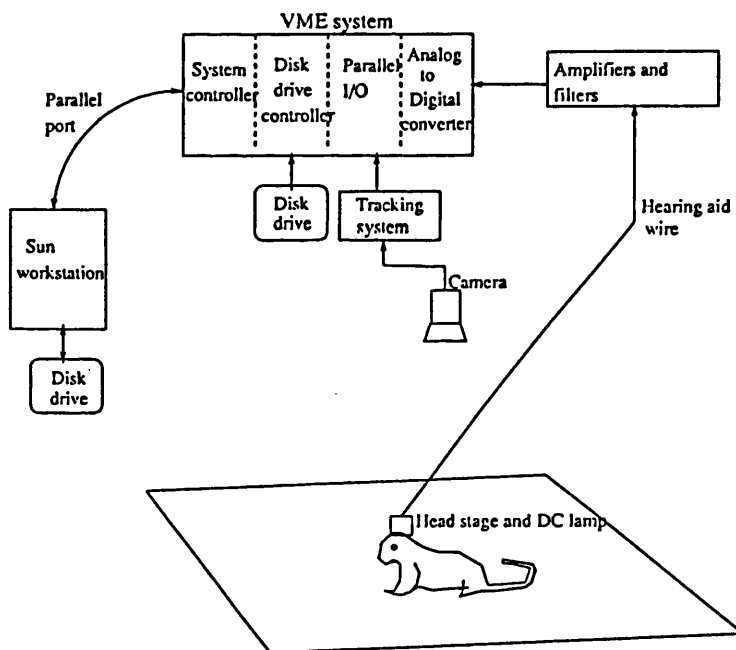 VME system
System
controller
Disk
drive
controller
Parallel
I/O
Analog
to
Digital
converter
Amplifiers and
filters
Parallel
port
Disk
drive
Tracking
system
Hearing aid
wire
Sun
workstation
Camera
Disk
drive
Head stage and DC lamp